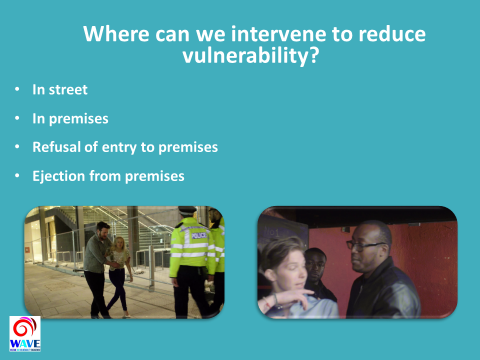 Where can we intervene to reduce
vulnerability?
• In street
• In premises
• Refusal of entry to premises
• Ejection from premises
POLICE
WAVE